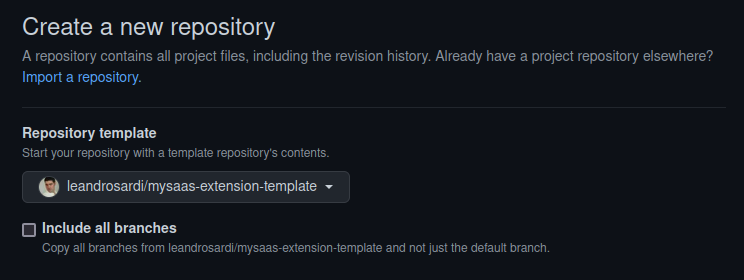 Create a new repository
A repository contains all project files, including the revision history. Already have a project repository elsewhere?
Import a repository.
Repository template
Start your repository with a template repository's contents.
leandrosardi/mysaas-extension-template
Include all branches
Copy all branches from leandrosardi/mysaas-extension-template and not just the default branch.